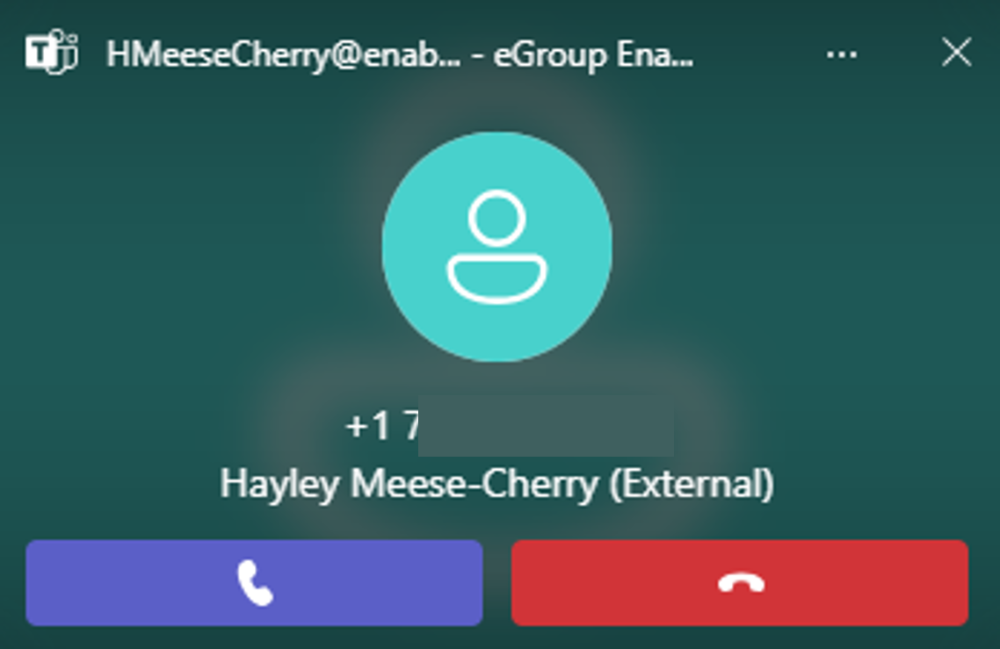 HMeeseCherry@enab... - eGroup Ena...
+1 7
Hayley Meese-Cherry (External)